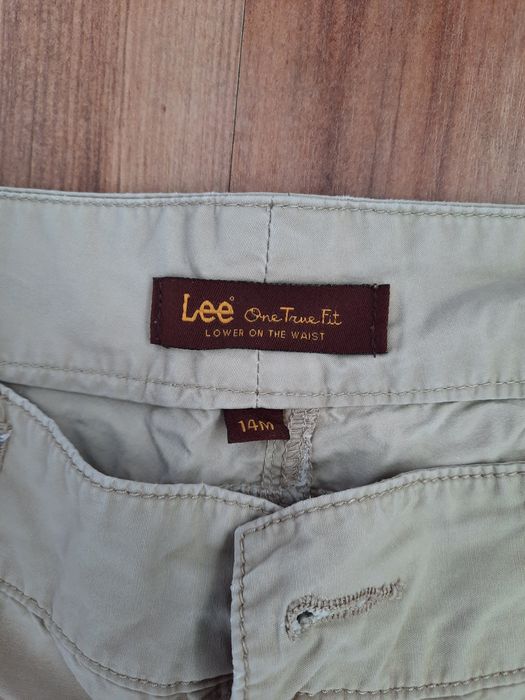 Lee® One True Fit
LOWER ON THE WAIST
14M